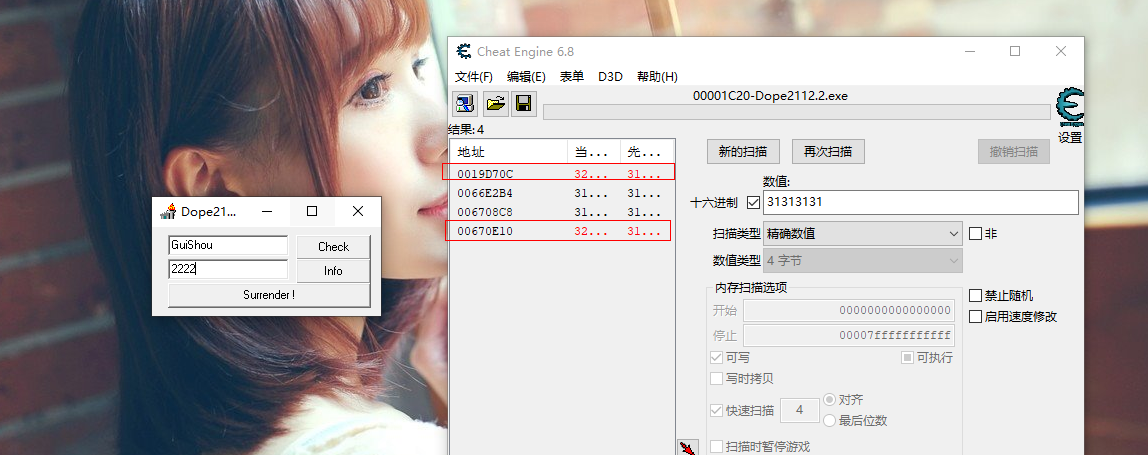 Cheat Engine 6.8
文件(F) 编辑(E) 表单 D3D 帮助(H)
00001C20-Dope2112.2.exe
结果: 4
设置
地址 当... 先...
0019D70C 32... 31...
0066E2B4 31... 31...
006708C8 31... 31...
00670E10 32... 31...
新的扫描 再次扫描 撤销扫描
数值:
十六进制 31313131
扫描类型 精确数值 非
数值类型 4 字节
内存扫描选项
开始 0000000000000000
停止 00007fffffffffff
可写 可执行
写时拷贝
快速扫描 4 对齐
最后位数
扫描时暂停游戏
禁止随机
启用速度修改
Dope21...
GuiShou Check
2222 Info
Surrender !